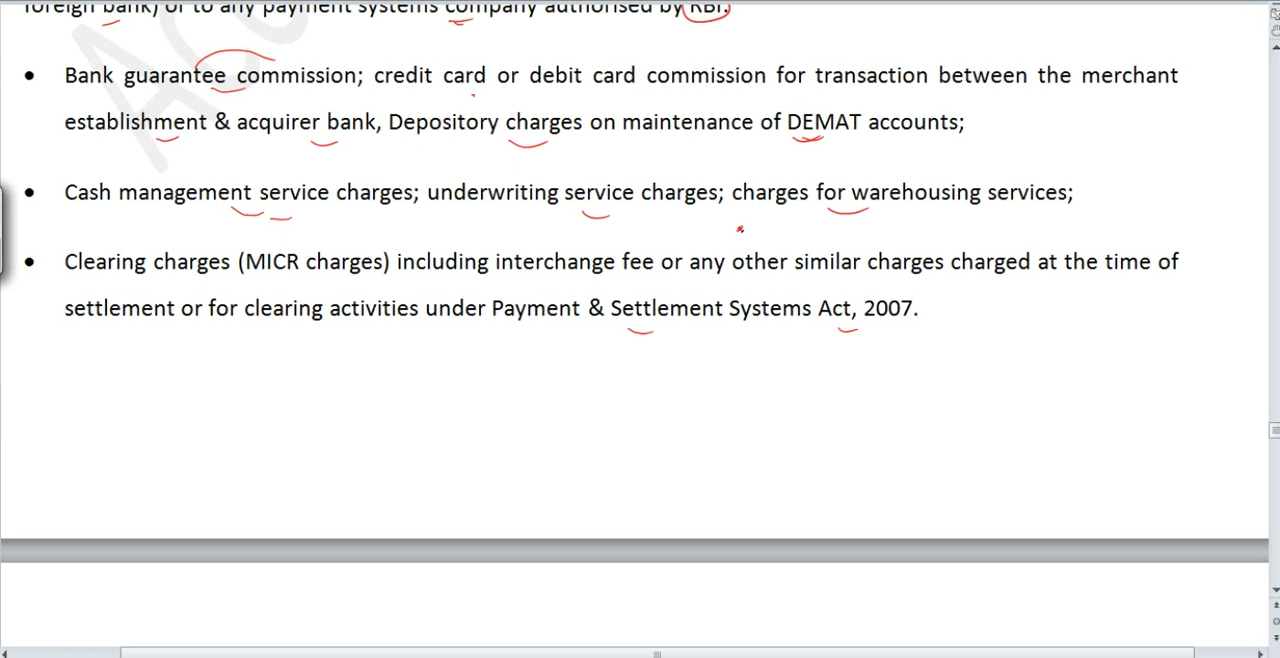 foreign bank) or to any payment systems company authorised by RBI.
• Bank guarantee commission; credit card or debit card commission for transaction between the merchant
establishment & acquirer bank, Depository charges on maintenance of DEMAT accounts;
• Cash management service charges; underwriting service charges; charges for warehousing services;
• Clearing charges (MICR charges) including interchange fee or any other similar charges charged at the time of
settlement or for clearing activities under Payment & Settlement Systems Act, 2007.